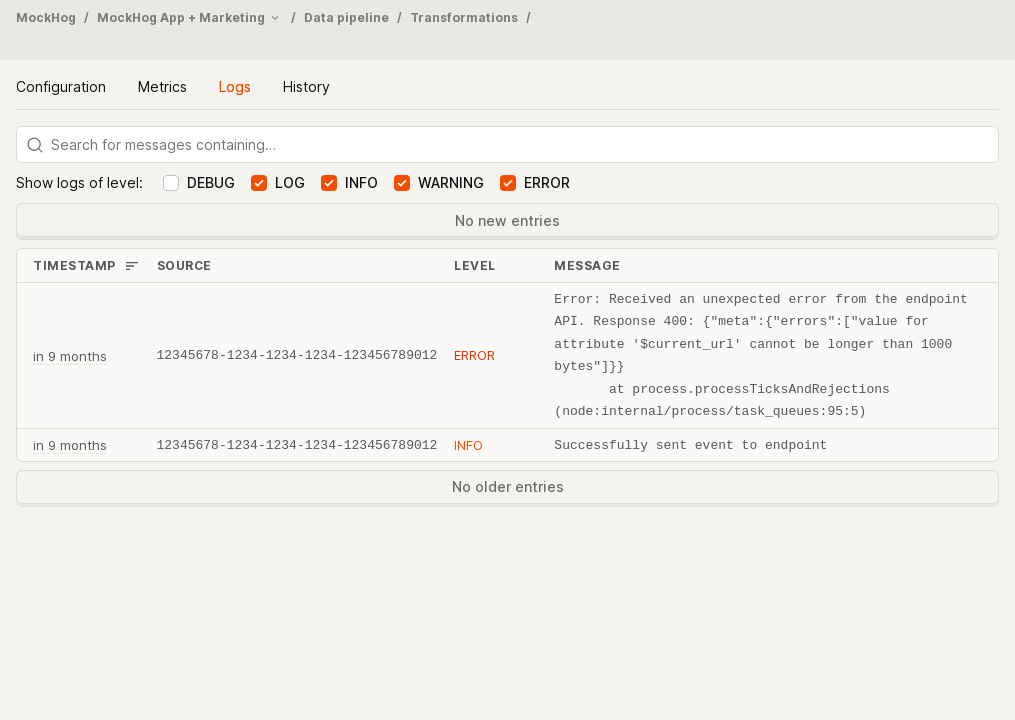 MockHog / MockHog App + Marketing / Data pipeline / Transformations /
Configuration Metrics Logs History
Search for messages containing...
Show logs of level: DEBUG LOG INFO WARNING ERROR
No new entries
TIMESTAMP SOURCE LEVEL MESSAGE
Error: Received an unexpected error from the endpoint
API. Response 400: {"meta":{"errors":["value for
attribute '$current_url' cannot be longer than 1000
in 9 months 12345678-1234-1234-1234-123456789012 ERROR
bytes"]}}
at process.processTicksAndRejections
(node:internal/process/task_queues:95:5)
in 9 months 12345678-1234-1234-1234-123456789012 INFO Successfully sent event to endpoint
No older entries